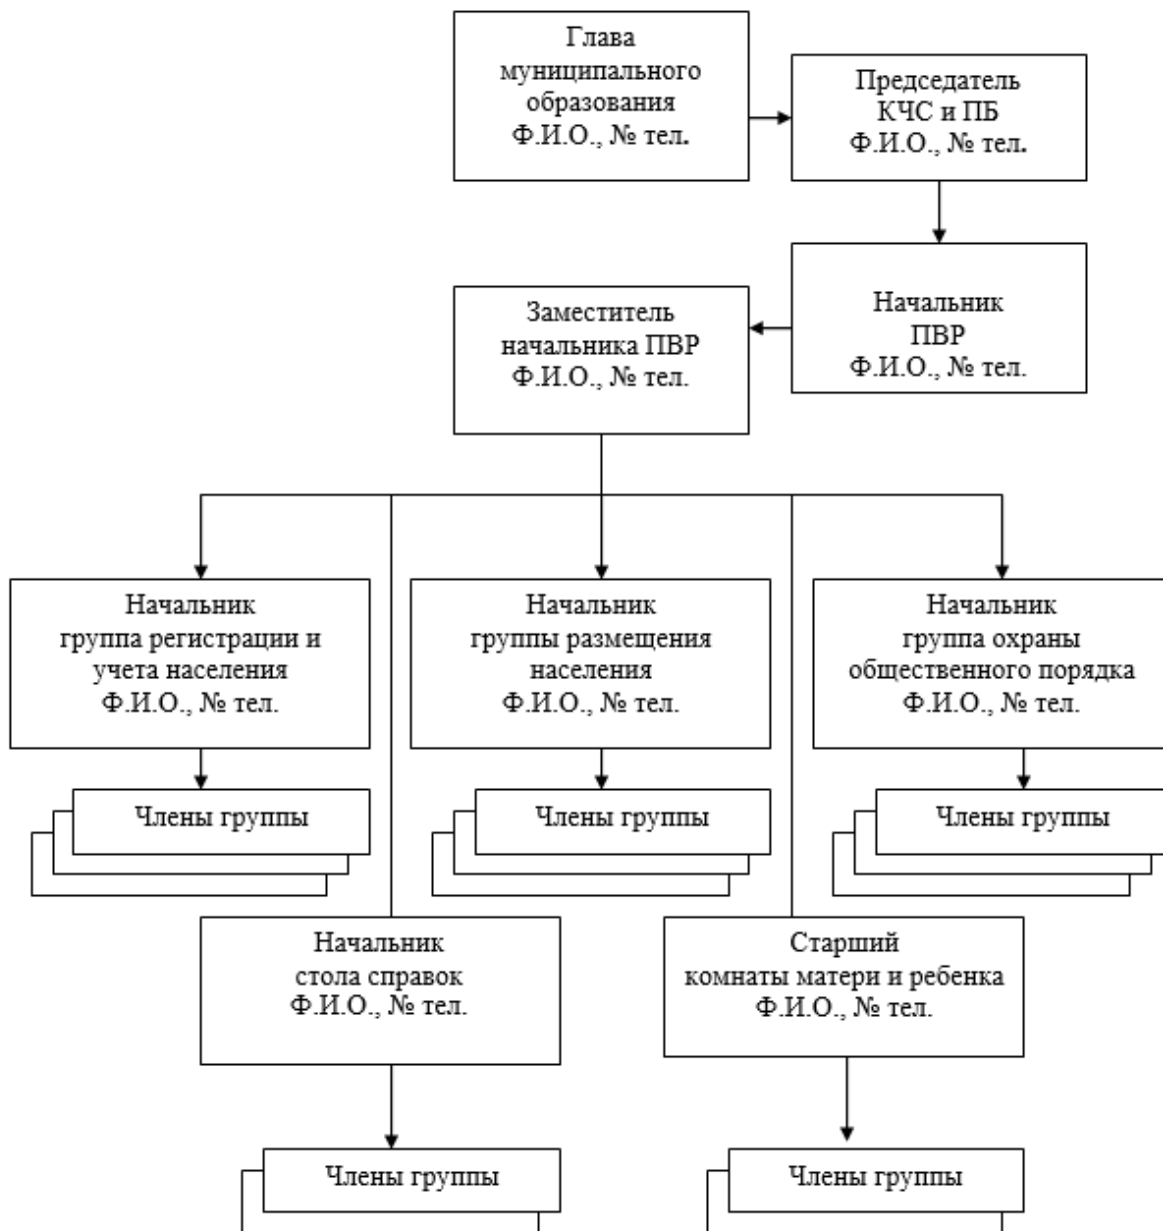 Глава
муниципального
образования
Ф.И.О., № тел.
Председатель
КЧС и ПБ
Ф.И.О., № тел.
Начальник
ПВР
Ф.И.О., № тел.
Заместитель
начальника ПВР
Ф.И.О., № тел.
Начальник
группа регистрации и
учета населения
Ф.И.О., № тел.
Начальник
группы размещения
населения
Ф.И.О., № тел.
Начальник
группа охраны
общественного порядка
Ф.И.О., № тел.
Члены группы
Члены группы
Члены группы
Начальник
стола справок
Ф.И.О., № тел.
Старший
комнаты матери и ребенка
Ф.И.О., № тел.
Члены группы
Члены группы